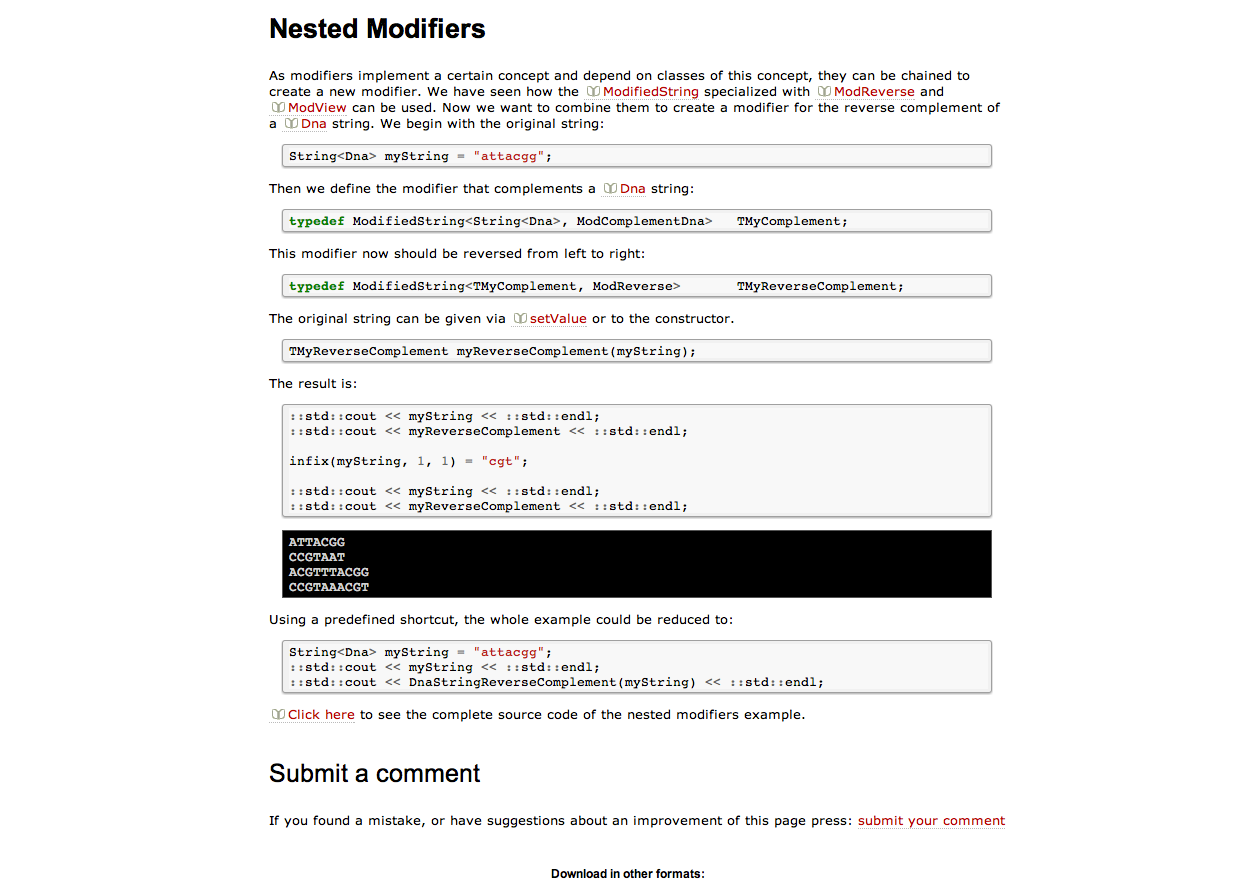 Nested Modifiers
As modifiers implement a certain concept and depend on classes of this concept, they can be chained to
create a new modifier. We have seen how the ModifiedString specialized with ModReverse and
ModView can be used. Now we want to combine them to create a modifier for the reverse complement of
a Dna string. We begin with the original string:
String<Dna> myString = "attacgg";
Then we define the modifier that complements a Dna string:
typedef ModifiedString<String<Dna>, ModComplementDna>   TMyComplement;
This modifier now should be reversed from left to right:
typedef ModifiedString<TMyComplement, ModReverse>       TMyReverseComplement;
The original string can be given via setValue or to the constructor.
TMyReverseComplement myReverseComplement(myString);
The result is:
::std::cout << myString << ::std::endl;
::std::cout << myReverseComplement << ::std::endl;
infix(myString, 1, 1) = "cgt";
::std::cout << myString << ::std::endl;
::std::cout << myReverseComplement << ::std::endl;
ATTACGG
CCGTAAT
ACGTTTACGG
CCGTAAACGT
Using a predefined shortcut, the whole example could be reduced to:
String<Dna> myString = "attacgg";
::std::cout << myString << ::std::endl;
::std::cout << DnaStringReverseComplement(myString) << ::std::endl;
Click here to see the complete source code of the nested modifiers example.
Submit a comment
If you found a mistake, or have suggestions about an improvement of this page press: submit your comment
Download in other formats: